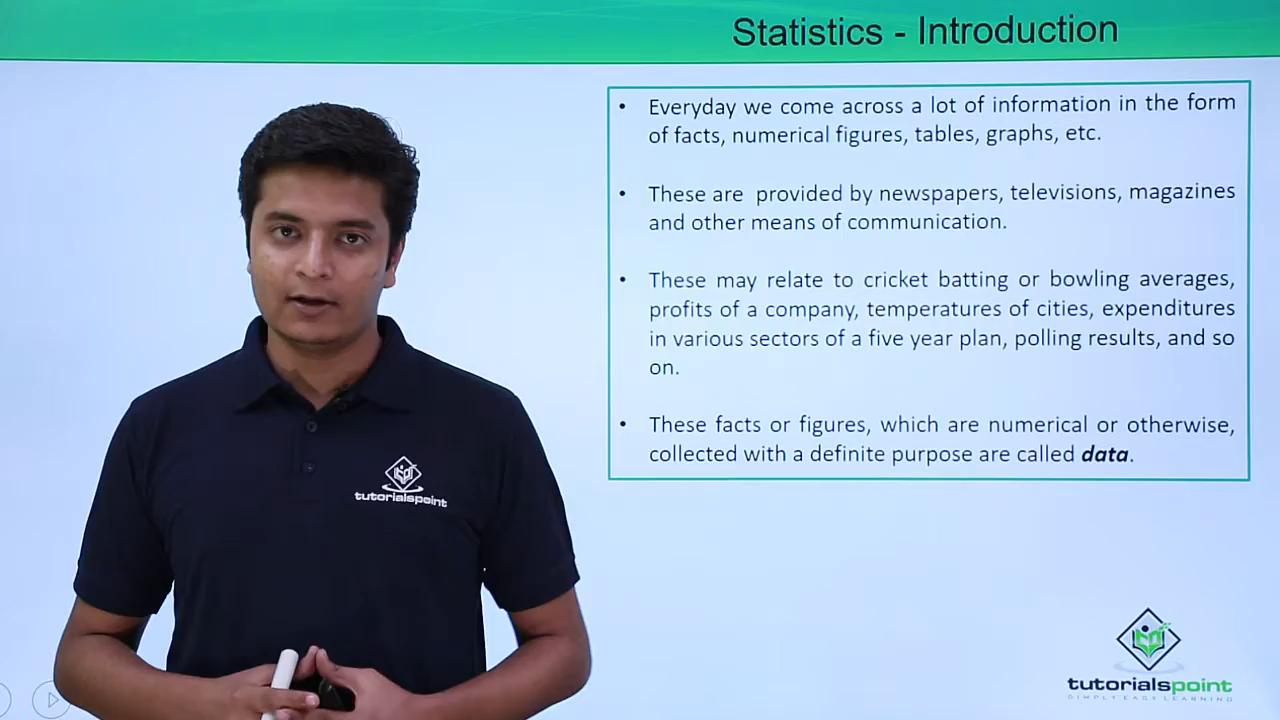 Statistics - Introduction
• Everyday we come across a lot of information in the form
of facts, numerical figures, tables, graphs, etc.
• These are provided by newspapers, televisions, magazines
and other means of communication.
• These may relate to cricket batting or bowling averages,
profits of a company, temperatures of cities, expenditures
in various sectors of a five year plan, polling results, and so
on.
• These facts or figures, which are numerical or otherwise,
collected with a definite purpose are called data.
tutorialspoint
tutorialspoint
SIMPLY EASY LEARNING